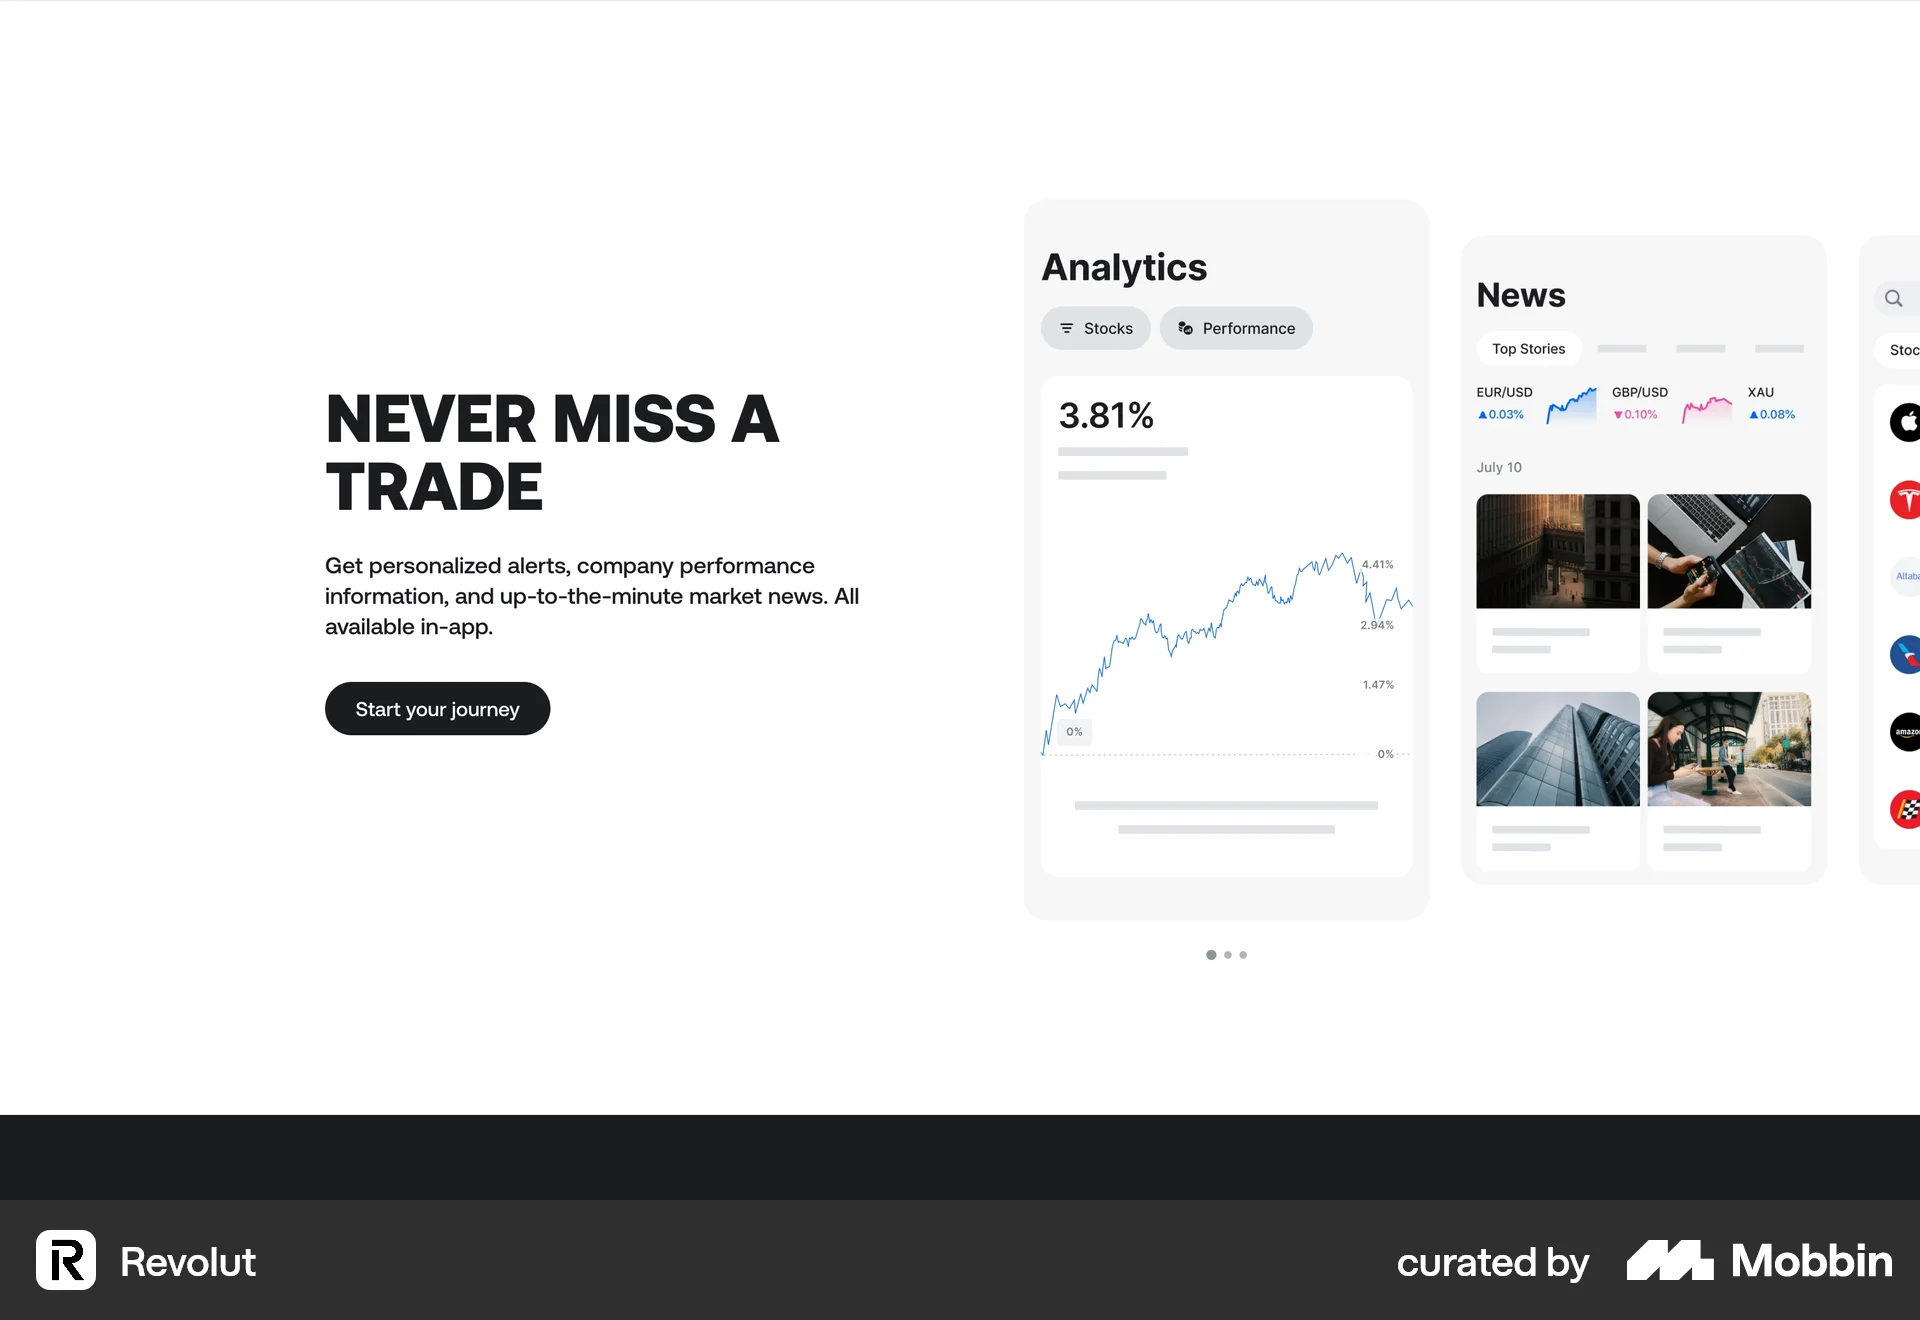 NEVER MISS A
TRADE
Get personalized alerts, company performance
information, and up-to-the-minute market news. All
available in-app.
Start your journey
Analytics
Stocks
Performance
3.81%
4.41%
2.94%
1.47%
0%
0%
News
Top Stories
EUR/USD
▲0.03%
GBP/USD
▼0.10%
XAU
▲0.08%
July 10
Stoc
Altaba
amazon
Revolut
curated by
Mobbin